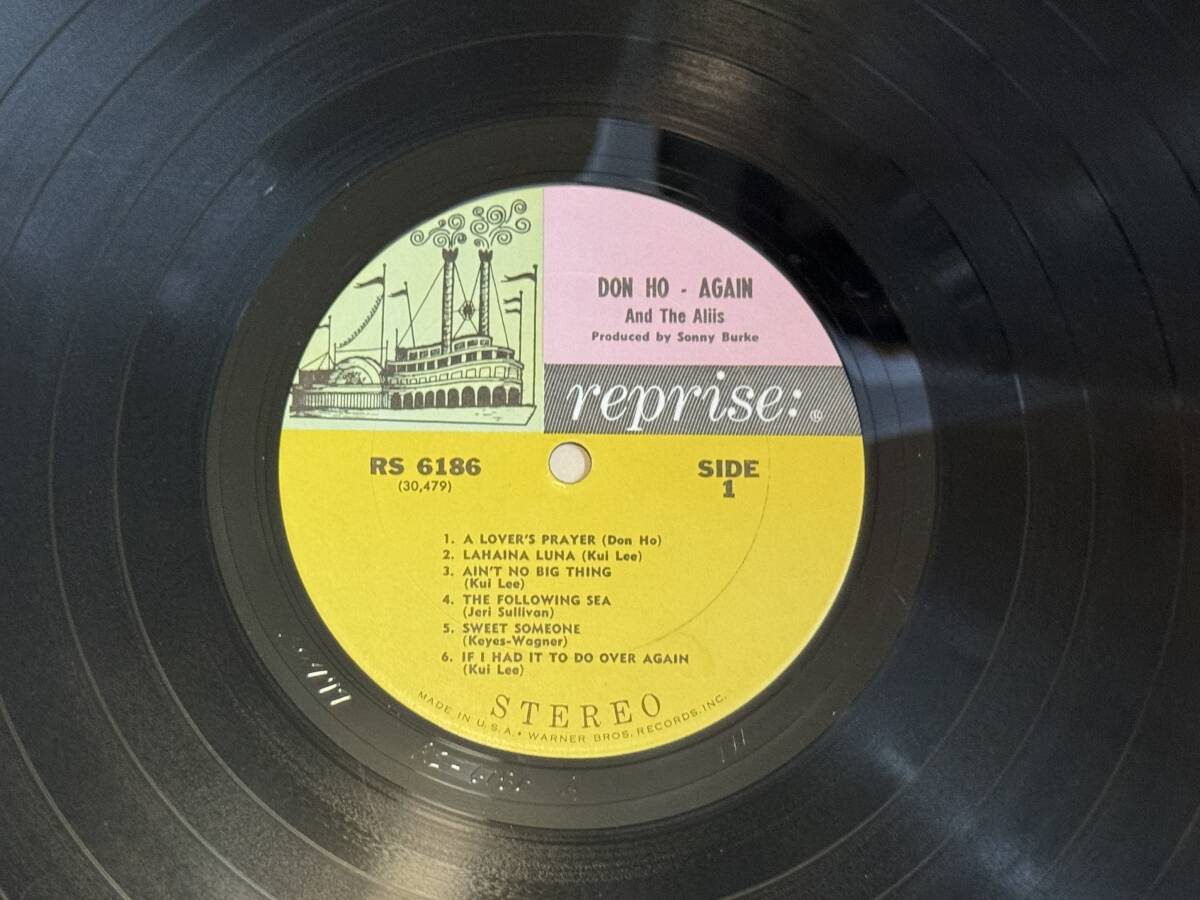 DON HO - AGAIN
And The Aliis
Produced by Sonny Burke
reprise: ®
RS 6186
(30,479)
SIDE
1
1. A LOVER'S PRAYER (Don Ho)
2. LAHAINA LUNA (Kui Lee)
3. AIN'T NO BIG THING
(Kui Lee)
4. THE FOLLOWING SEA
(Jeri Sullivan)
5. SWEET SOMEONE
(Keyes-Wagner)
6. IF I HAD IT TO DO OVER AGAIN
(Kui Lee)
STEREO
MADE IN U.S.A. • WARNER BROS. RECORDS, INC.